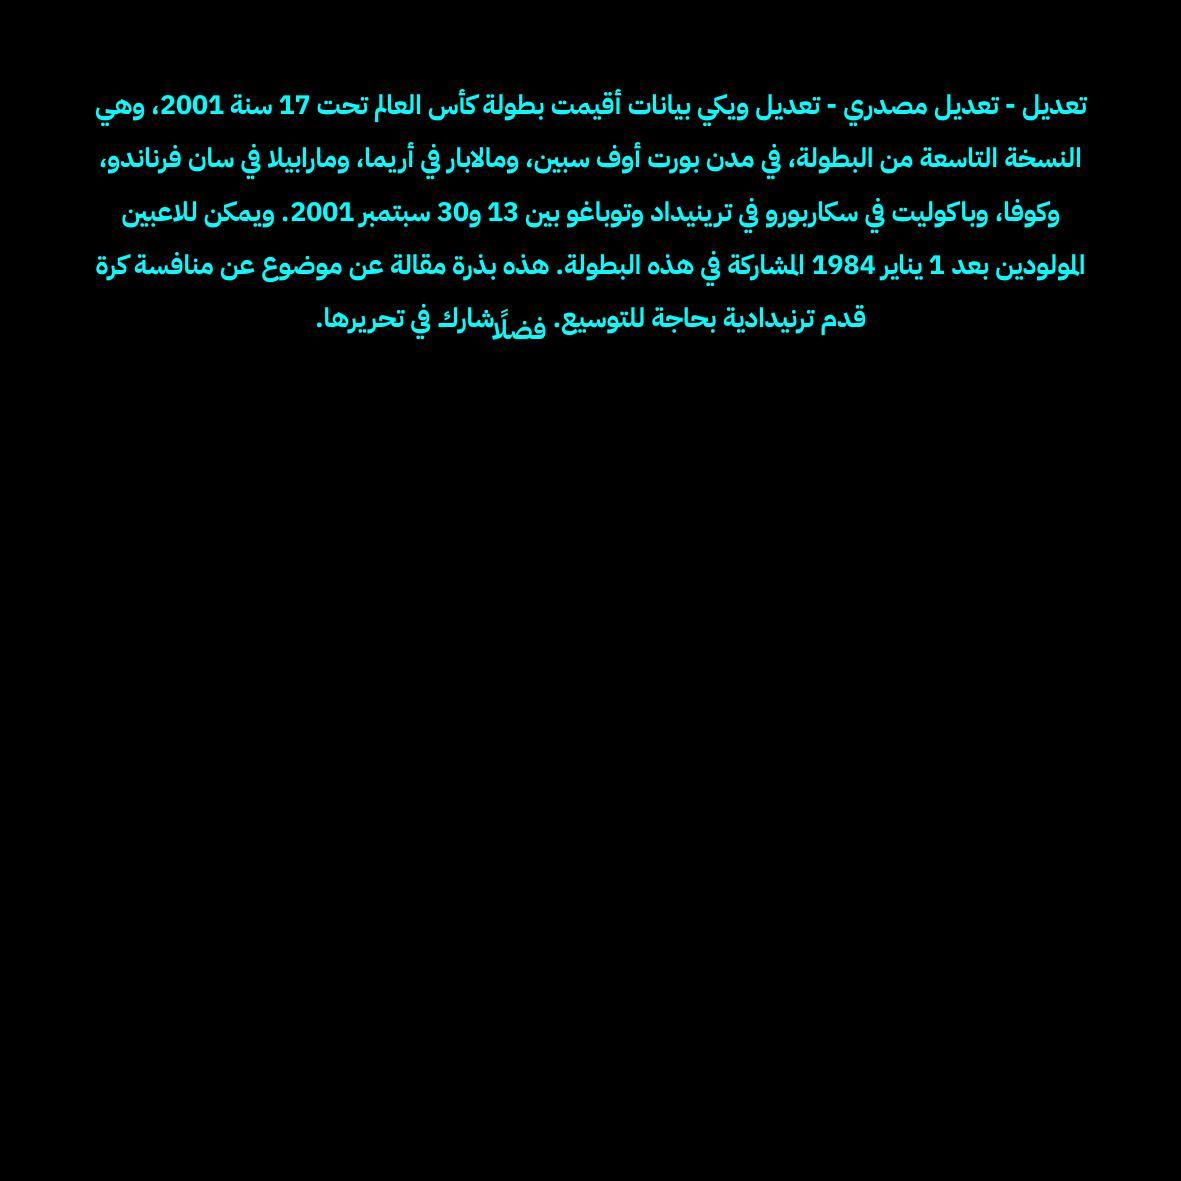 تعديل - تعديل مصدري - تعديل ويكي بيانات أقيمت بطولة كأس العالم تحت 17 سنة 2001، وهي
النسخة التاسعة من البطولة، في مدن بورت أوف سبين، ومالابار في أريما، ومارابيلا في سان فرناندو،
وكوفا، وباكوليت في سكاربورو في ترينيداد وتوباغو بين 13 و30 سبتمبر 2001. ويمكن للاعبين
المولودين بعد 1 يناير 1984 المشاركة في هذه البطولة. هذه بذرة مقالة عن موضوع عن منافسة كرة
قدم ترنيدادية بحاجة للتوسيع. فضلًا شارك في تحريرها.